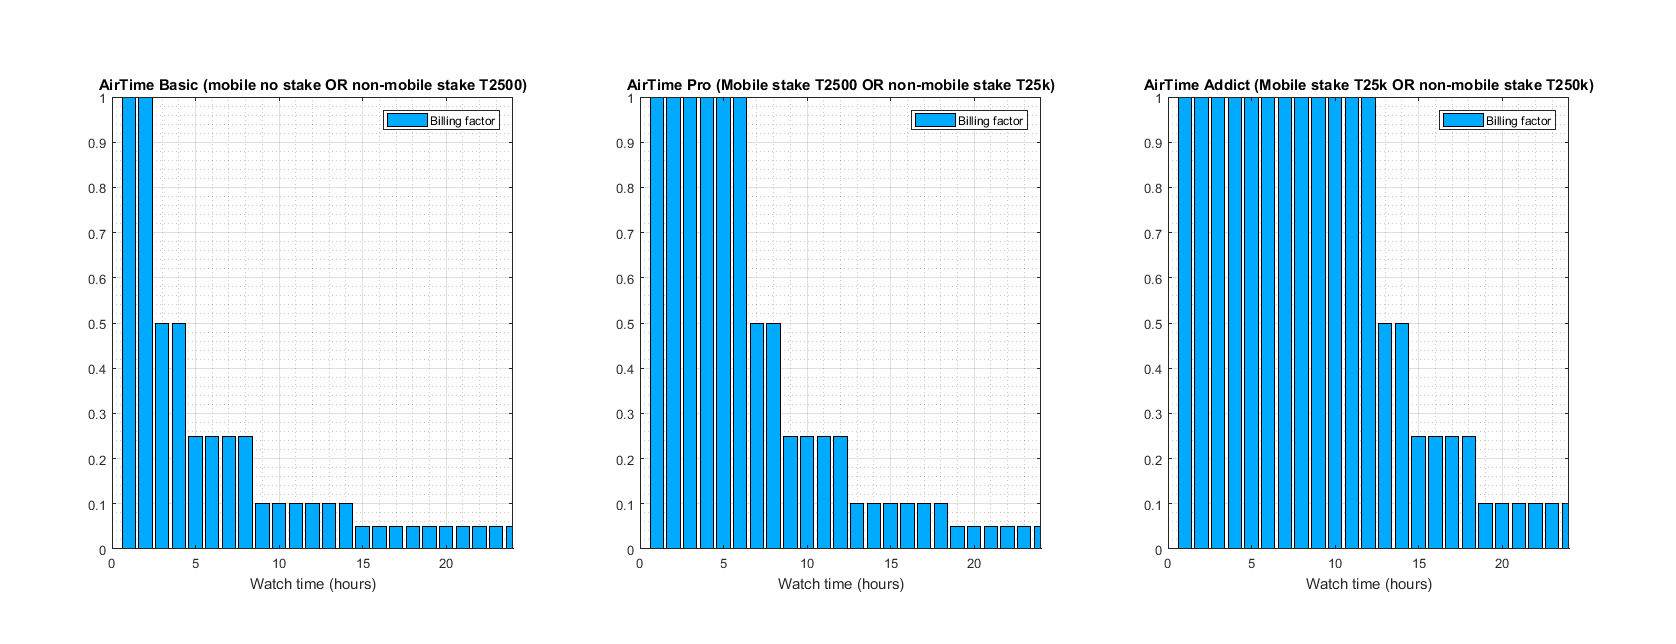 AirTime Basic (mobile no stake OR non-mobile stake T2500)
Billing factor
1
0.9
0.8
0.7
0.6
0.5
0.4
0.3
0.2
0.1
0
0 5 10 15 20
Watch time (hours)
AirTime Pro (Mobile stake T2500 OR non-mobile stake T25k)
Billing factor
1
0.9
0.8
0.7
0.6
0.5
0.4
0.3
0.2
0.1
0
0 5 10 15 20
Watch time (hours)
AirTime Addict (Mobile stake T25k OR non-mobile stake T250k)
Billing factor
1
0.9
0.8
0.7
0.6
0.5
0.4
0.3
0.2
0.1
0
0 5 10 15 20
Watch time (hours)